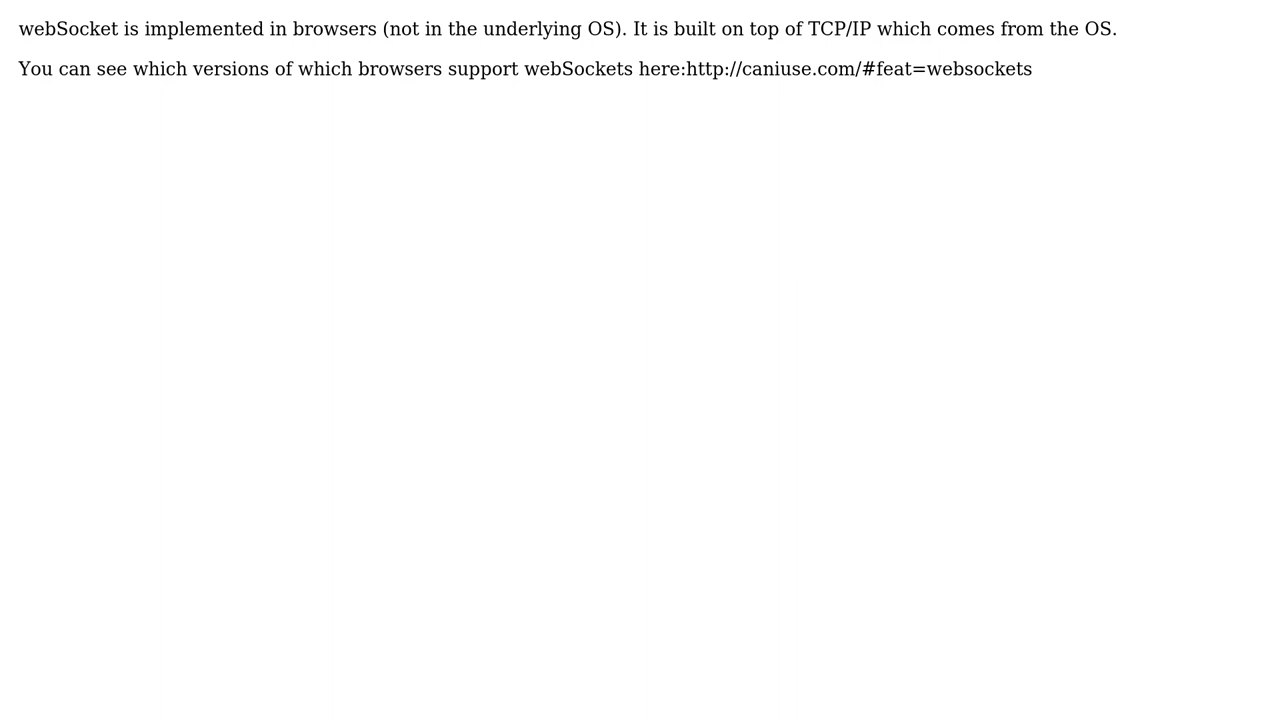 webSocket is implemented in browsers (not in the underlying OS). It is built on top of TCP/IP which comes from the OS.
You can see which versions of which browsers support webSockets here:http://caniuse.com/#feat=websockets